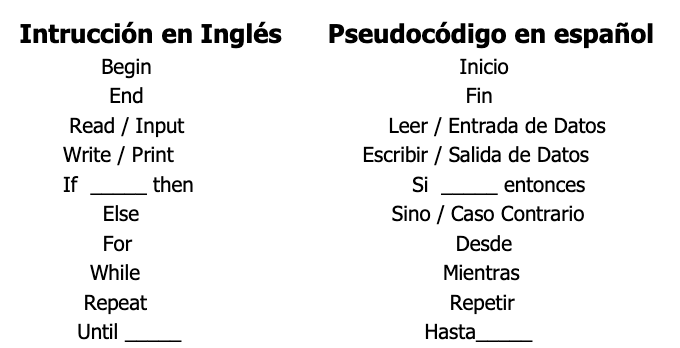 Intrucción en Inglés Pseudocódigo en español
Begin Inicio
End Fin
Read / Input Leer / Entrada de Datos
Write / Print Escribir / Salida de Datos
If _____ then Si _____ entonces
Else Sino / Caso Contrario
For Desde
While Mientras
Repeat Repetir
Until _____ Hasta_____